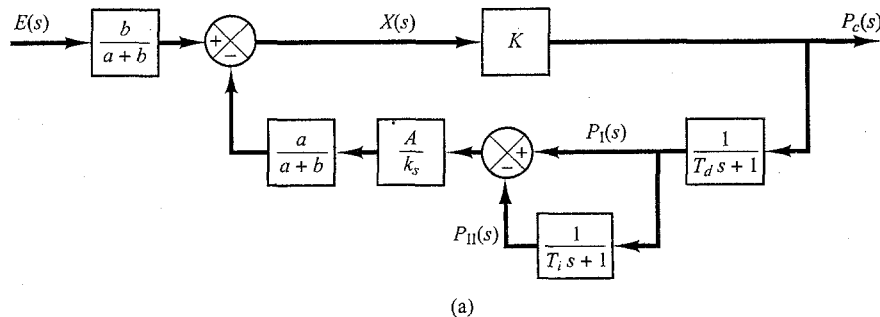 E(s)
b
a + b
+
−
X(s)
K
P_c(s)
a
a + b
A
k_s
+
−
P_I(s)
1
T_d s + 1
P_II(s)
1
T_i s + 1
(a)